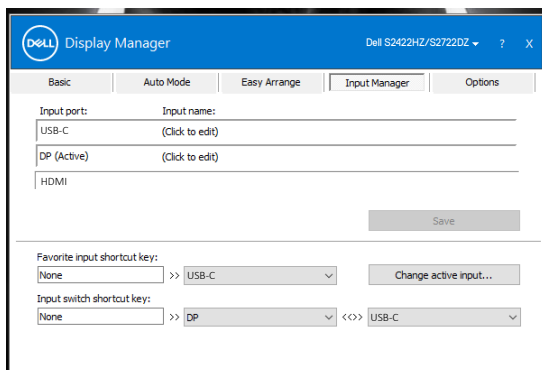 DELL Display Manager Dell S2422HZ/S2722DZ ? X
Basic Auto Mode Easy Arrange Input Manager Options
Input port: Input name:
USB-C (Click to edit)
DP (Active) (Click to edit)
HDMI
Save
Favorite input shortcut key:
None >> USB-C Change active input...
Input switch shortcut key:
None >> DP <<>> USB-C